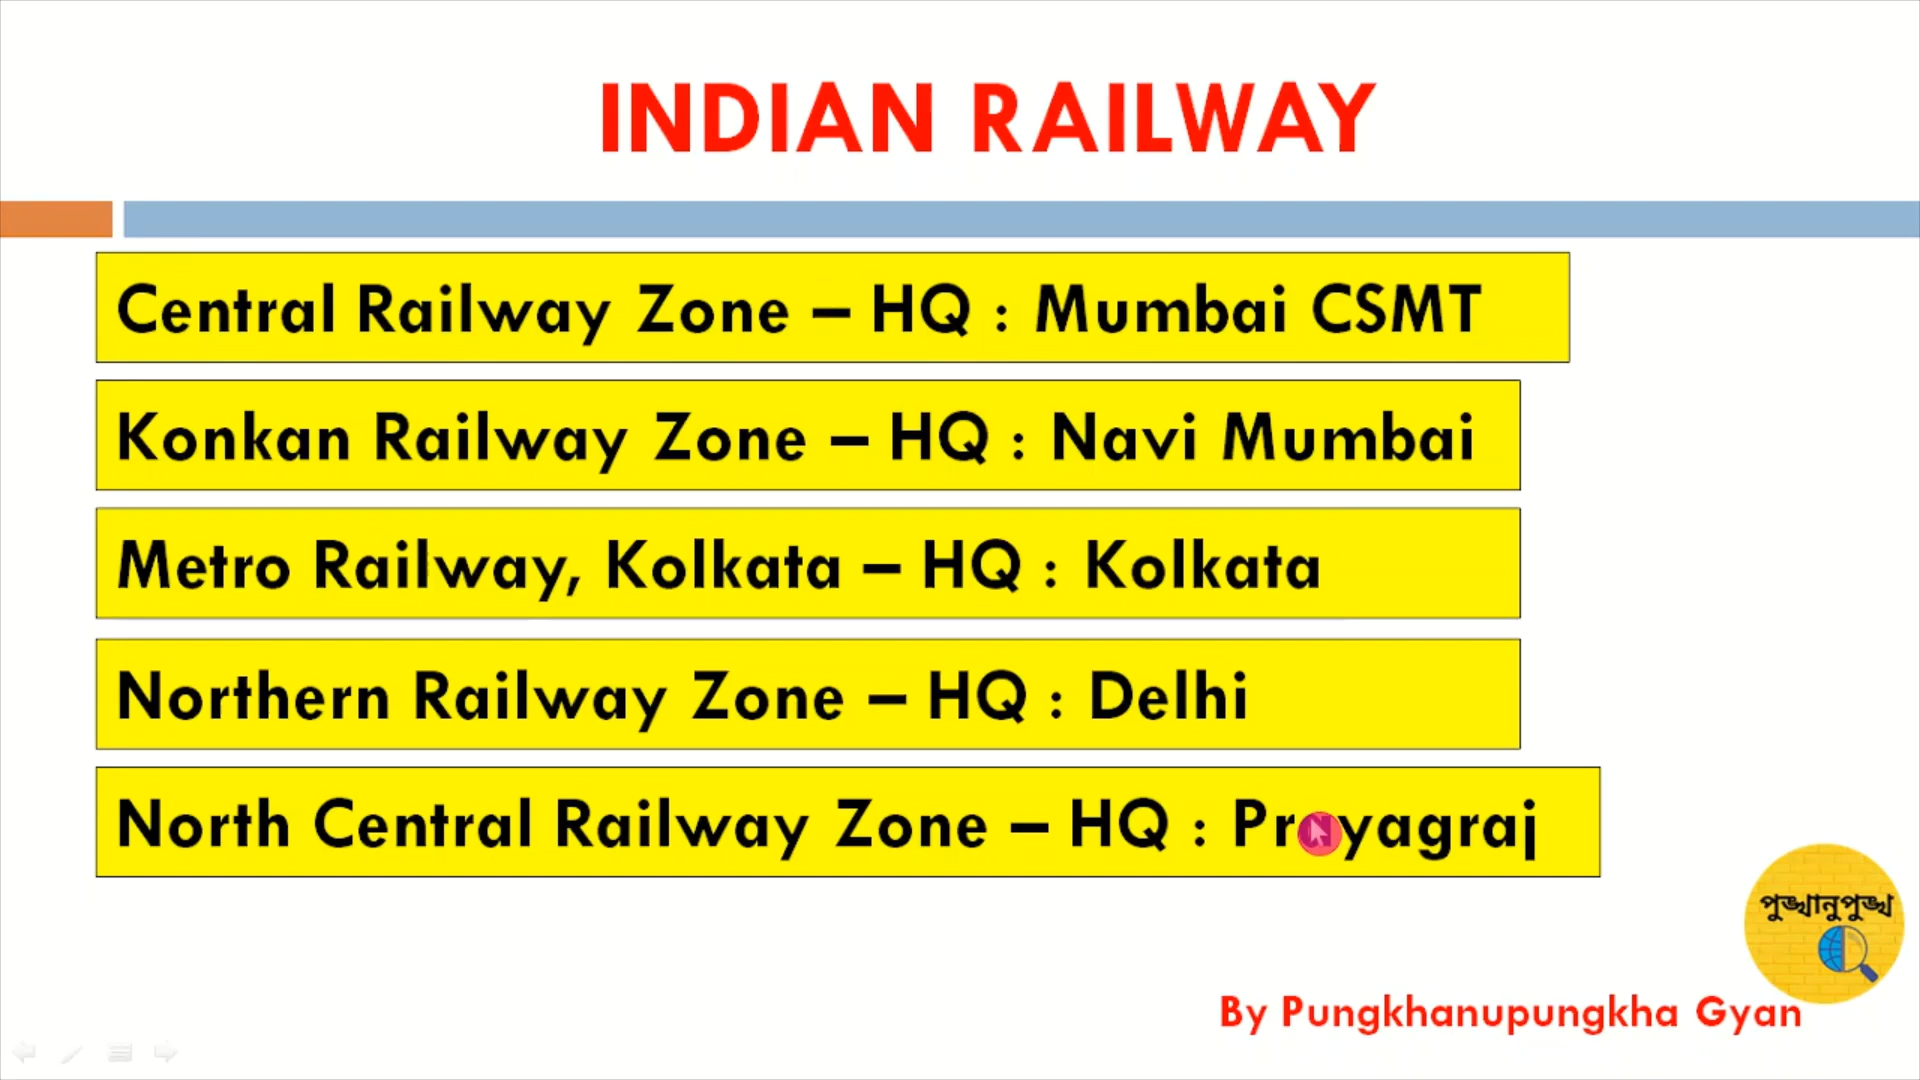 INDIAN RAILWAY
Central Railway Zone – HQ : Mumbai CSMT
Konkan Railway Zone – HQ : Navi Mumbai
Metro Railway, Kolkata – HQ : Kolkata
Northern Railway Zone – HQ : Delhi
North Central Railway Zone – HQ : Prayagraj
পুঙ্খানুপুঙ্খ
By Pungkhanupungkha Gyan